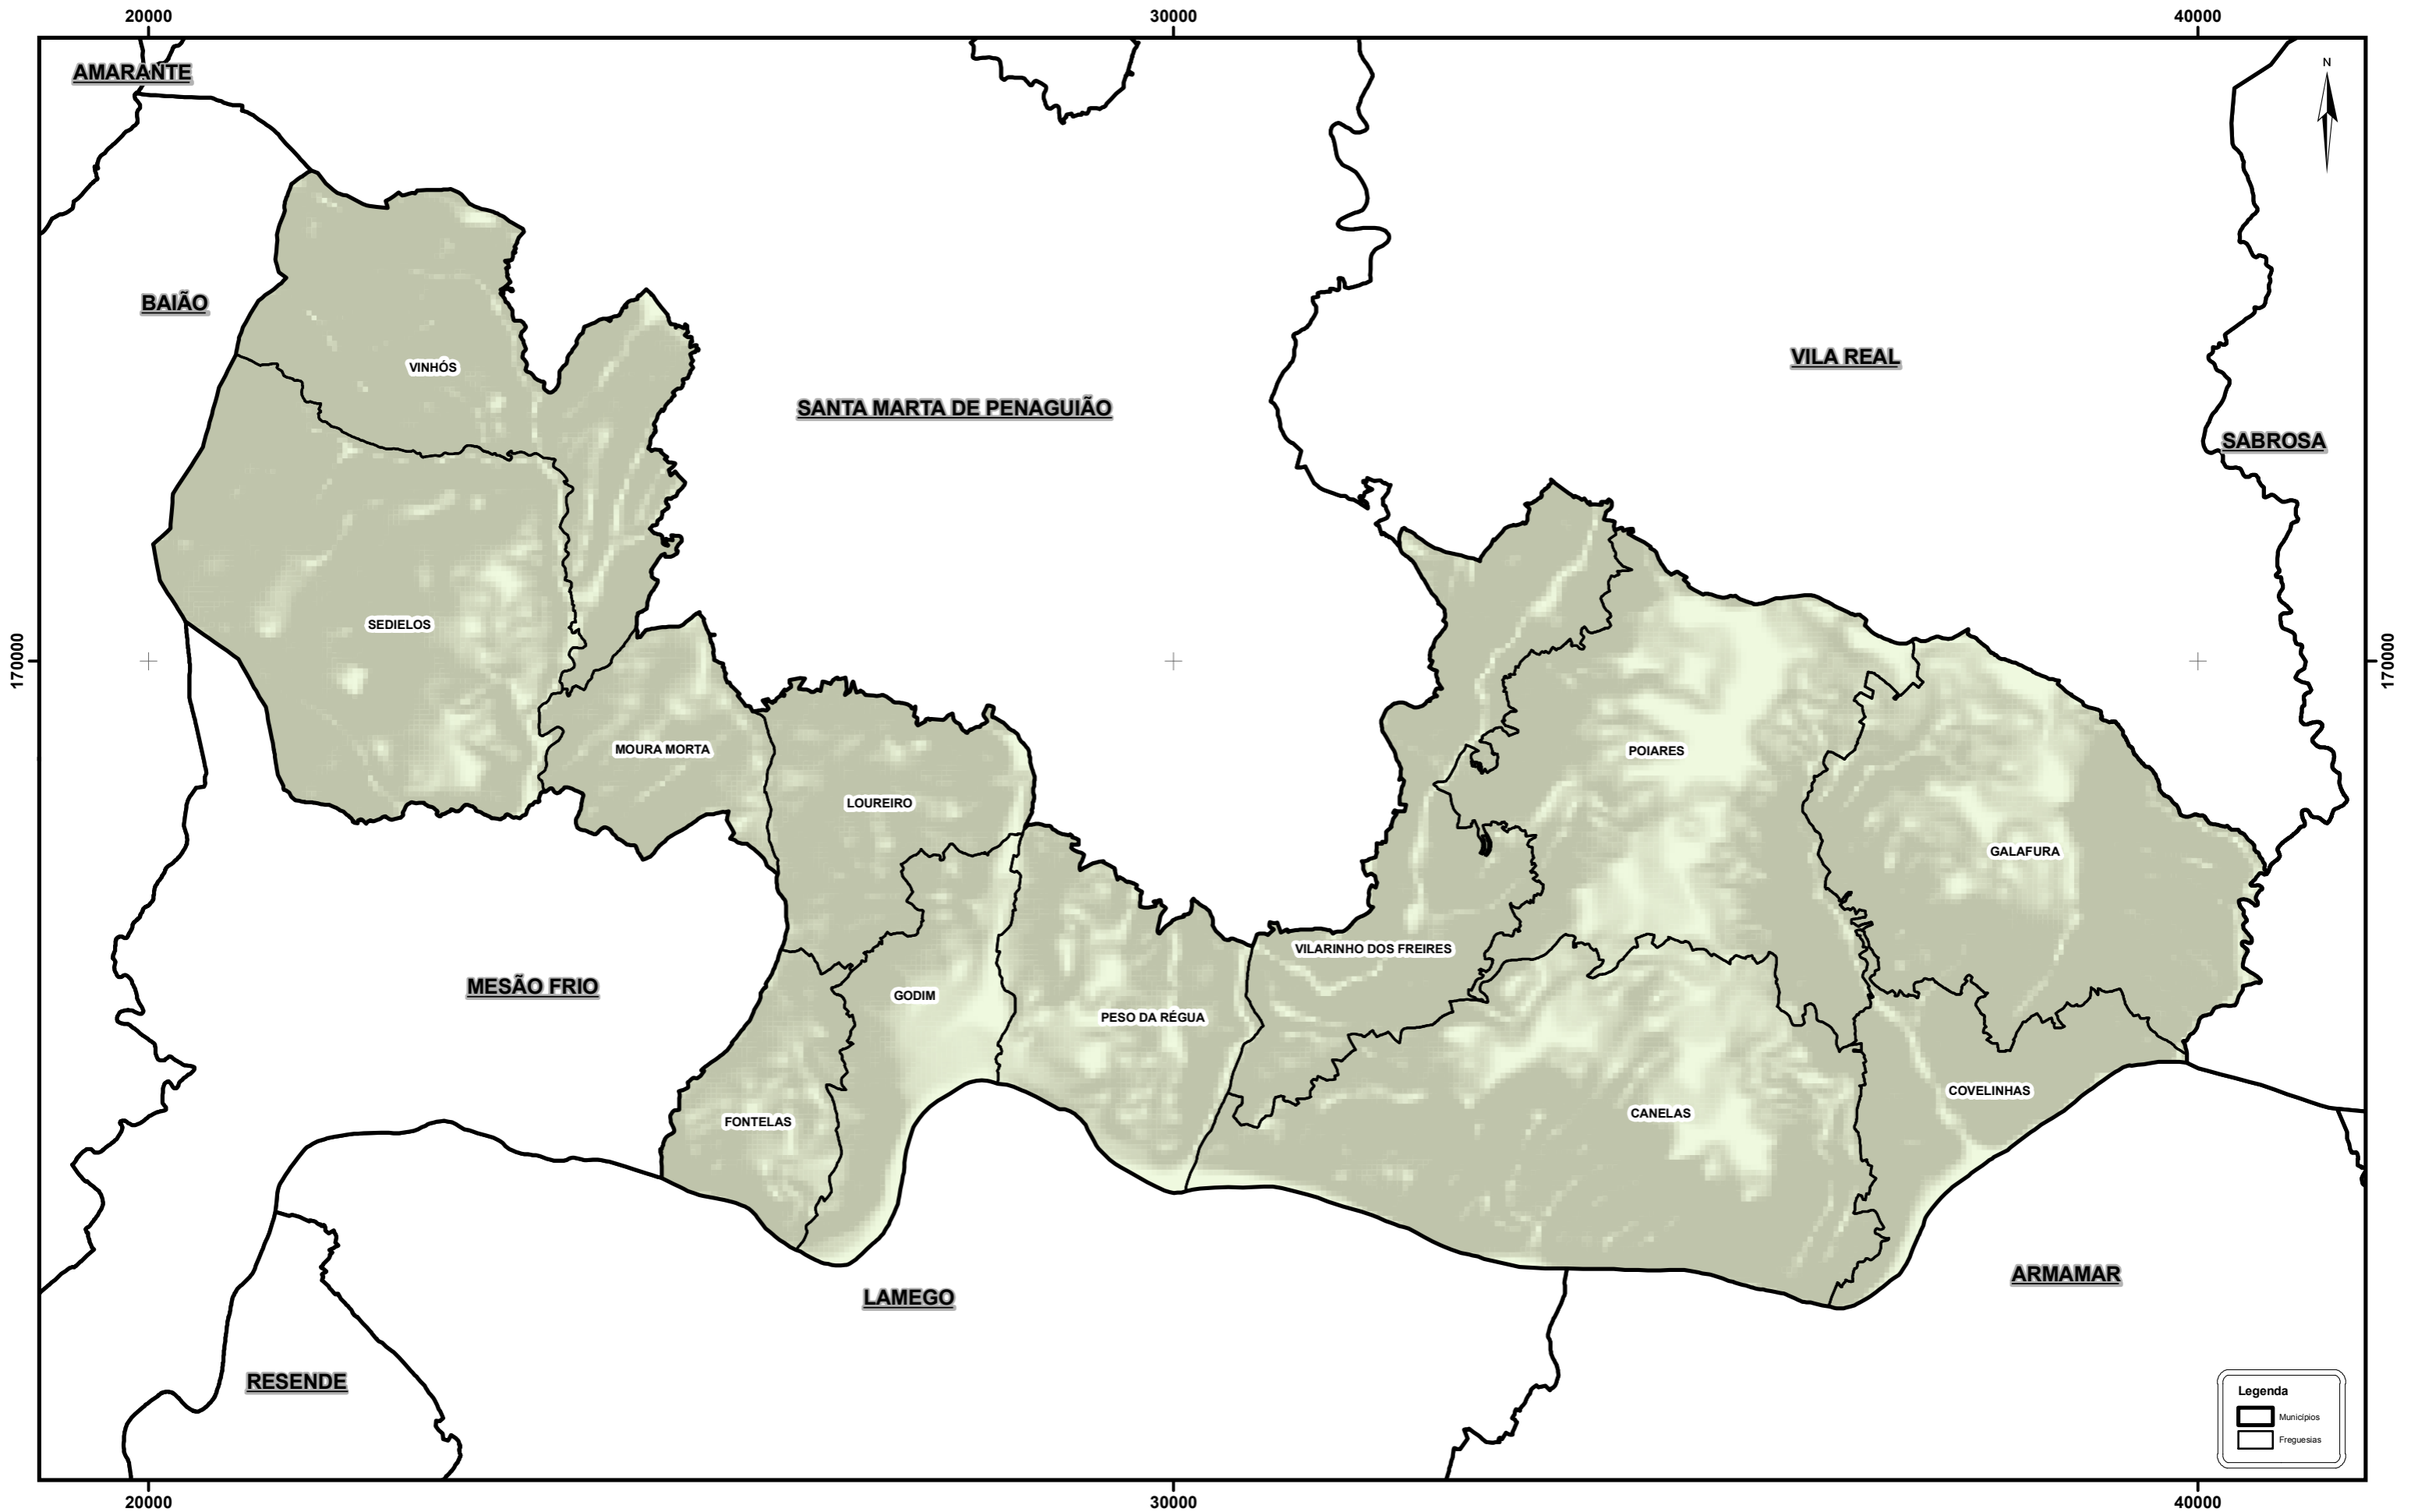 20000
30000
40000
N
AMARANTE
BAIÃO
VILA REAL
VINHÓS
SANTA MARTA DE PENAGUIÃO
SABROSA
SEDIELOS
170000
170000
MOURA MORTA
POIARES
LOUREIRO
GALAFURA
VILARINHO DOS FREIRES
MESÃO FRIO
GODIM
PESO DA RÉGUA
COVELINHAS
CANELAS
FONTELAS
ARMAMAR
LAMEGO
RESENDE
Legenda
Municípios
Freguesias
20000
30000
40000